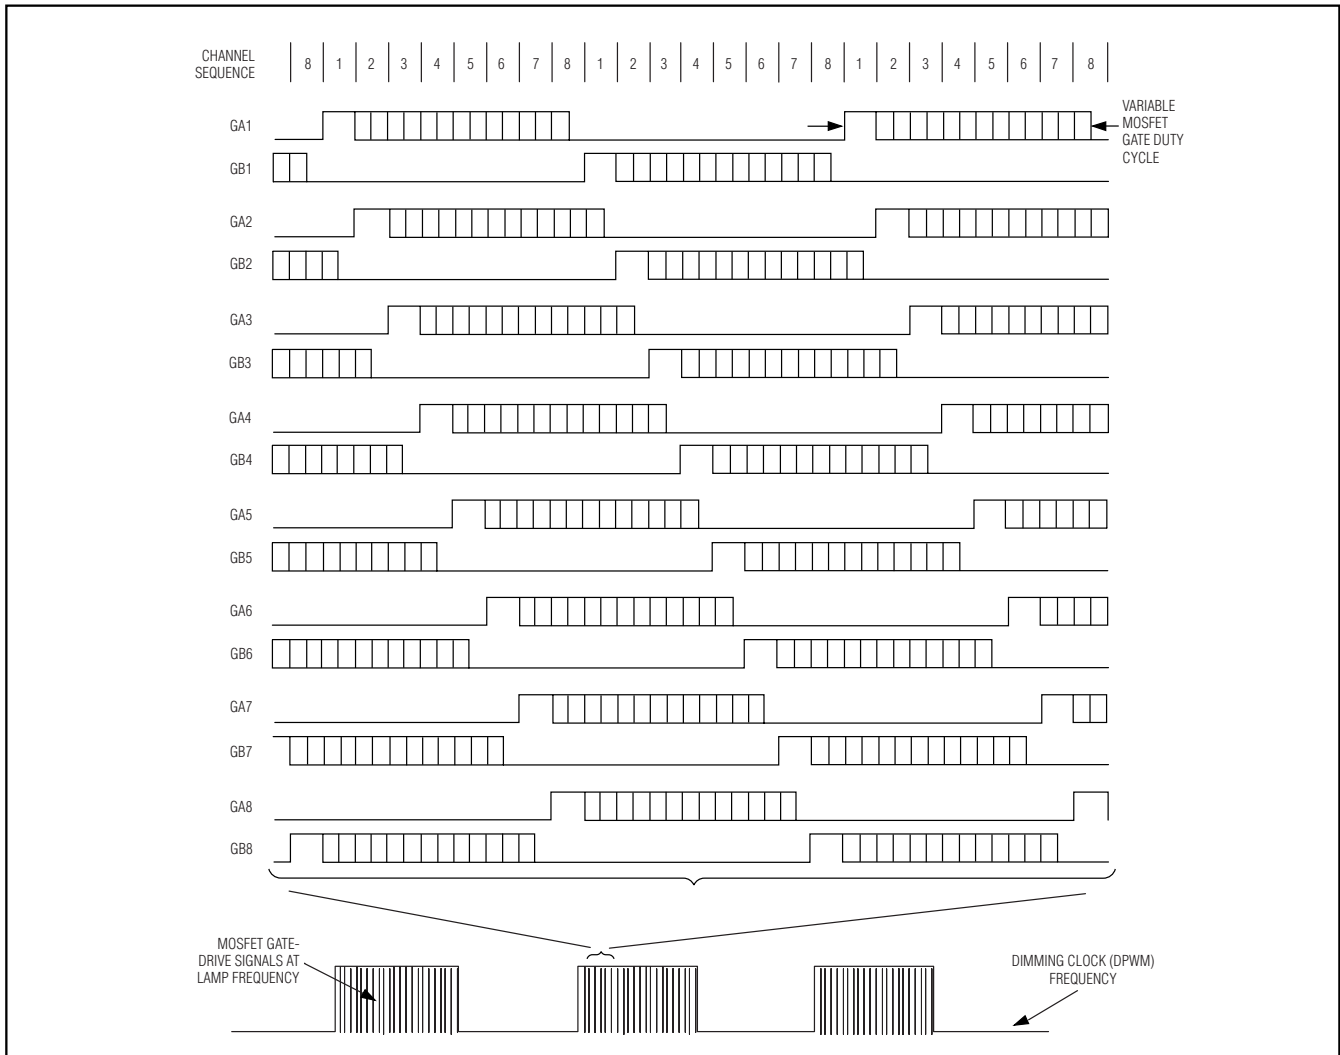 CHANNEL
SEQUENCE
8 1 2 3 4 5 6 7 8 1 2 3 4 5 6 7 8 1 2 3 4 5 6 7 8
GA1
VARIABLE
MOSFET
GATE DUTY
CYCLE
GB1
GA2
GB2
GA3
GB3
GA4
GB4
GA5
GB5
GA6
GB6
GA7
GB7
GA8
GB8
MOSFET GATE-
DRIVE SIGNALS AT
LAMP FREQUENCY
DIMMING CLOCK (DPWM)
FREQUENCY